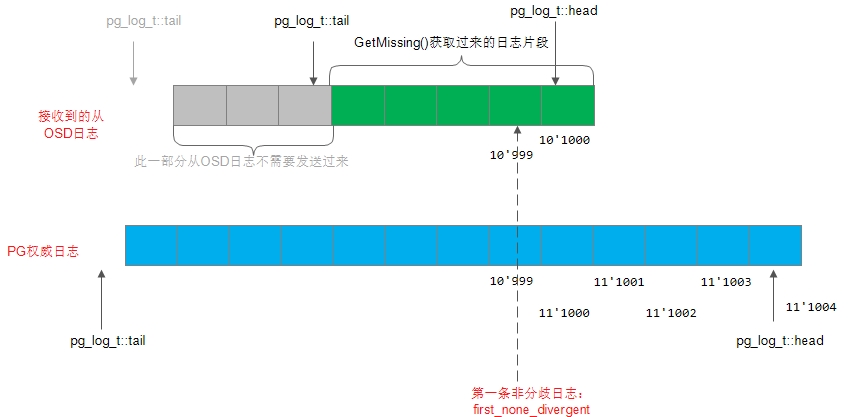 pg_log_t::tail
pg_log_t::tail
pg_log_t::head
GetMissing()获取过来的日志片段
接收到的从
OSD日志
10'1000
10'999
此一部分从OSD日志不需要发送过来
PG权威日志
10'999
11'1001
11'1003
11'1000
11'1002
11'1004
pg_log_t::tail
pg_log_t::head
第一条非分歧日志：
first_none_divergent